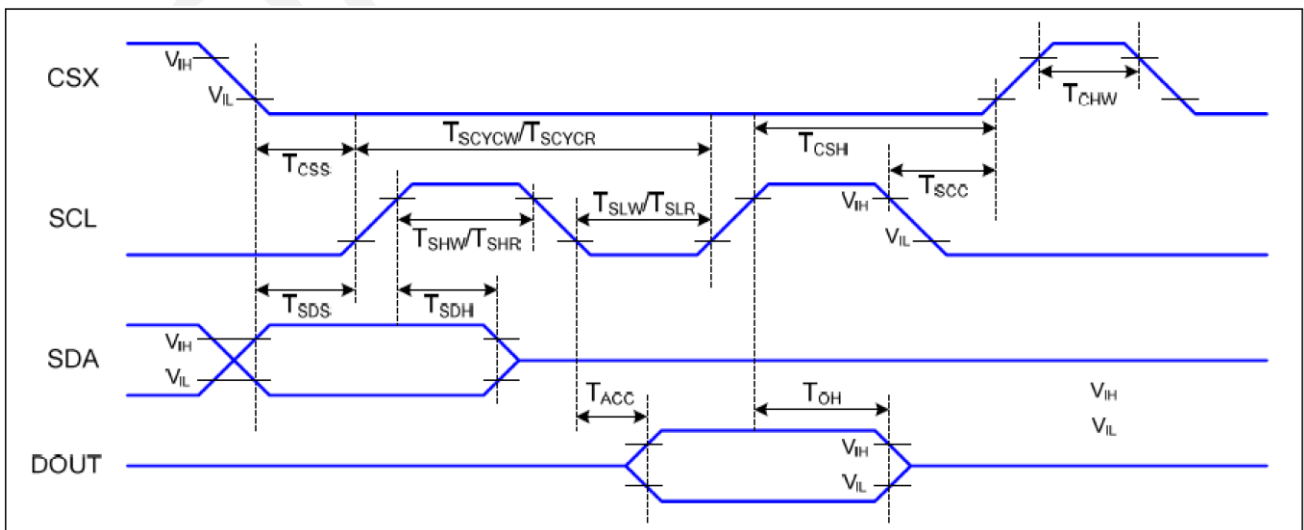 CSX
VIH
VIL
TCHW
TSCYCW/TSCYCR
TCSH
TCSS
TSCC
SCL
TSLW/TSLR
VIH
TSHW/TSHR
VIL
TSDS
TSDH
SDA
VIH
VIL
TACC
TOH
VIH
VIL
DOUT
VIH
VIL